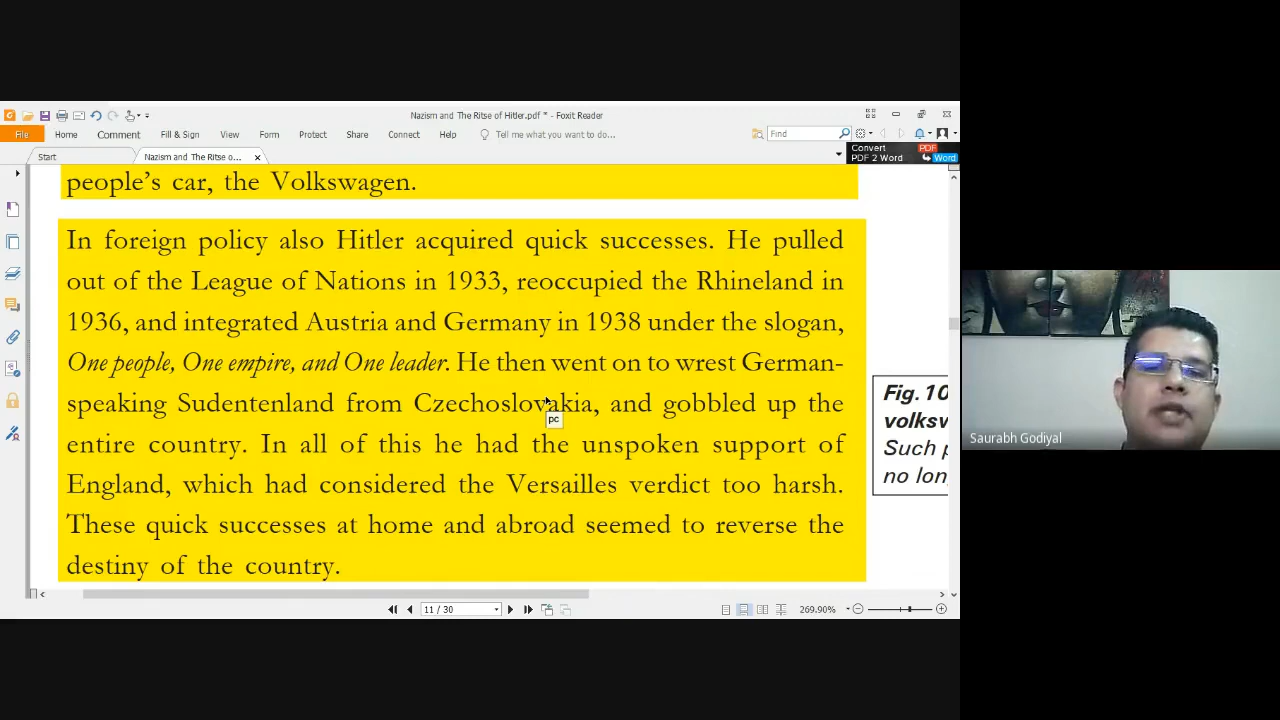 Nazism and The Ritse of Hitler.pdf * - Foxit Reader
File Home Comment Fill & Sign View Form Protect Share Connect Help Tell me what you want to do... Find
Start Nazism and The Ritse o... Convert PDF
PDF 2 Word Word
people's car, the Volkswagen.
In foreign policy also Hitler acquired quick successes. He pulled
out of the League of Nations in 1933, reoccupied the Rhineland in
1936, and integrated Austria and Germany in 1938 under the slogan,
One people, One empire, and One leader. He then went on to wrest German-
speaking Sudentenland from Czechoslovakia, and gobbled up the
entire country. In all of this he had the unspoken support of
England, which had considered the Versailles verdict too harsh.
These quick successes at home and abroad seemed to reverse the
destiny of the country.
pc
Fig. 10
volksw
Such p
no lon
Saurabh Godiyal
11 / 30 269.90%